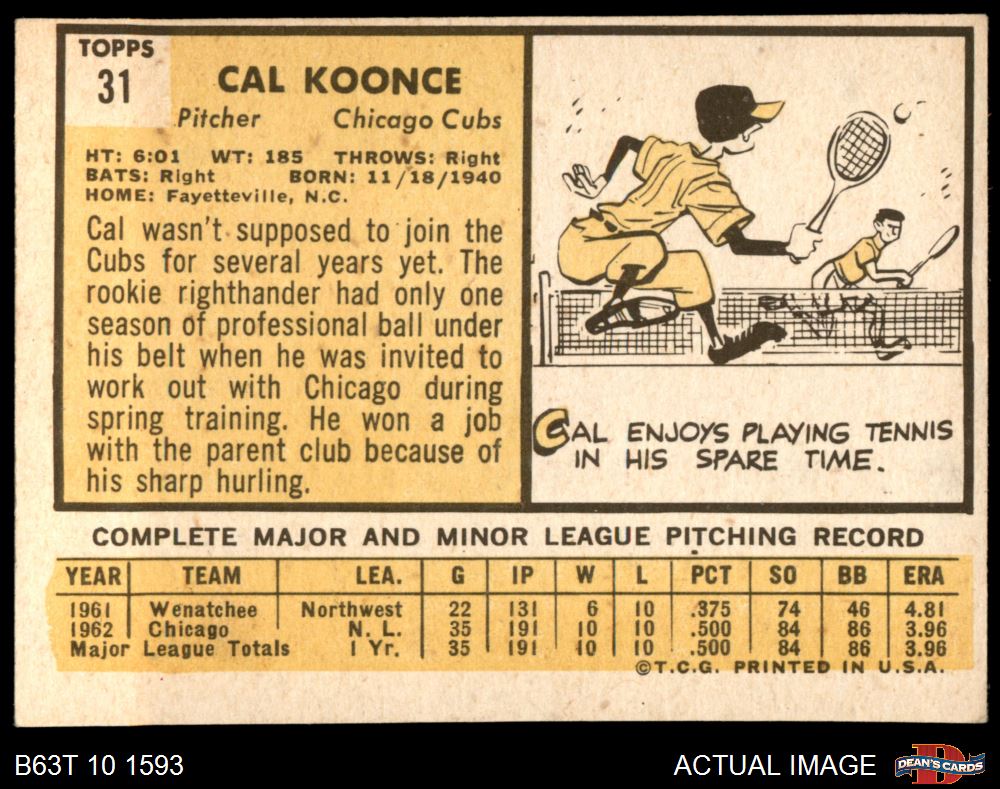 TOPPS
31
CAL KOONCE
Pitcher Chicago Cubs
HT: 6:01 WT: 185 THROWS: Right
BATS: Right BORN: 11/18/1940
HOME: Fayetteville, N.C.
Cal wasn't supposed to join the
Cubs for several years yet. The
rookie righthander had only one
season of professional ball under
his belt when he was invited to
work out with Chicago during
spring training. He won a job
with the parent club because of
his sharp hurling.
CAL ENJOYS PLAYING TENNIS
IN HIS SPARE TIME.
COMPLETE MAJOR AND MINOR LEAGUE PITCHING RECORD
YEAR TEAM LEA. G IP W L PCT SO BB ERA
1961 Wenatchee Northwest 22 131 6 10 .375 74 46 4.81
1962 Chicago N. L. 35 191 10 10 .500 84 86 3.96
Major League Totals 1 Yr. 35 191 10 10 .500 84 86 3.96
©T.C.G. PRINTED IN U.S.A.
B63T 10 1593
ACTUAL IMAGE
D
DEAN'S CARDS